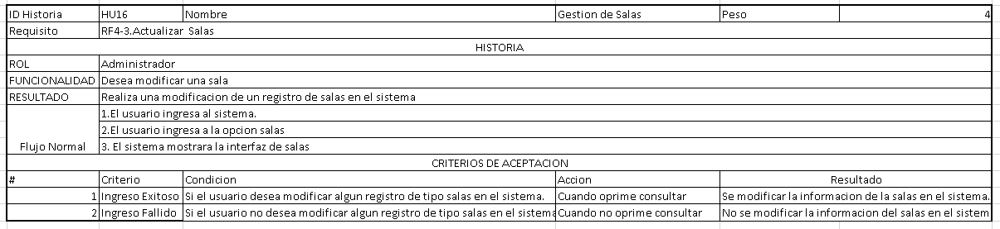 ID Historia HU16 Nombre Gestion de Salas Peso 4
Requisito RF4-3.Actualizar Salas
HISTORIA
ROL Administrador
FUNCIONALIDAD Desea modificar una sala
RESULTADO Realiza una modificacion de un registro de salas en el sistema
1.El usuario ingresa al sistema.
2.El usuario ingresa a la opcion salas
Flujo Normal 3. El sistema mostrara la interfaz de salas
CRITERIOS DE ACEPTACION
# Criterio Condicion Accion Resultado
1 Ingreso Exitoso Si el usuario desea modificar algun registro de tipo salas en el sistema. Cuando oprime consultar Se modificar la informacion de la salas en el sistema.
2 Ingreso Fallido Si el usuario no desea modificar algun registro de tipo salas en el sistema Cuando no oprime consultar No se modificar la informacion del salas en el sistem